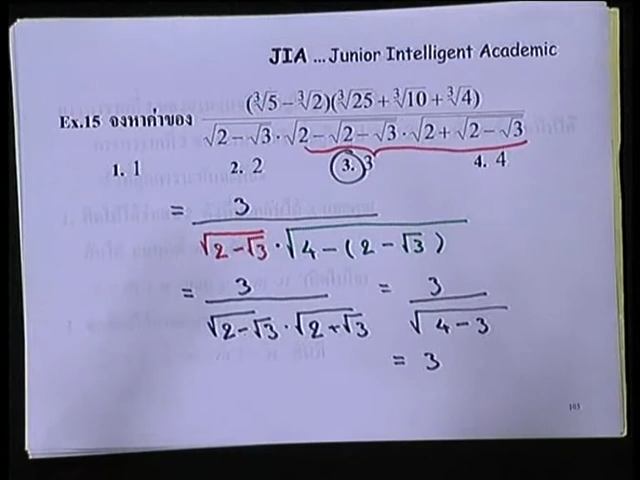 JIA ... Junior Intelligent Academic
Ex.15 จงหาค่าของ (∛5 − ∛2)(∛25 + ∛10 + ∛4) / √(2 − √3) · √(2 − √(2 − √3)) · √(2 + √(2 − √3))
1. 1 2. 2 3. 3 4. 4
= 3 / √(2 − √3) · √(4 − (2 − √3))
= 3 / √(2 − √3) · √(2 + √3) = 3 / √(4 − 3)
= 3